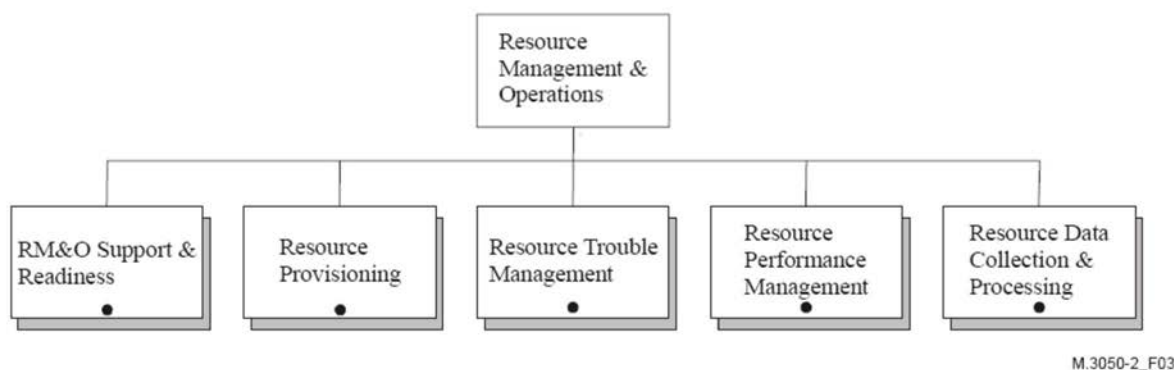 Resource
Management &
Operations
RM&O Support &
Readiness
Resource
Provisioning
Resource Trouble
Management
Resource
Performance
Management
Resource Data
Collection &
Processing
M.3050-2_F03